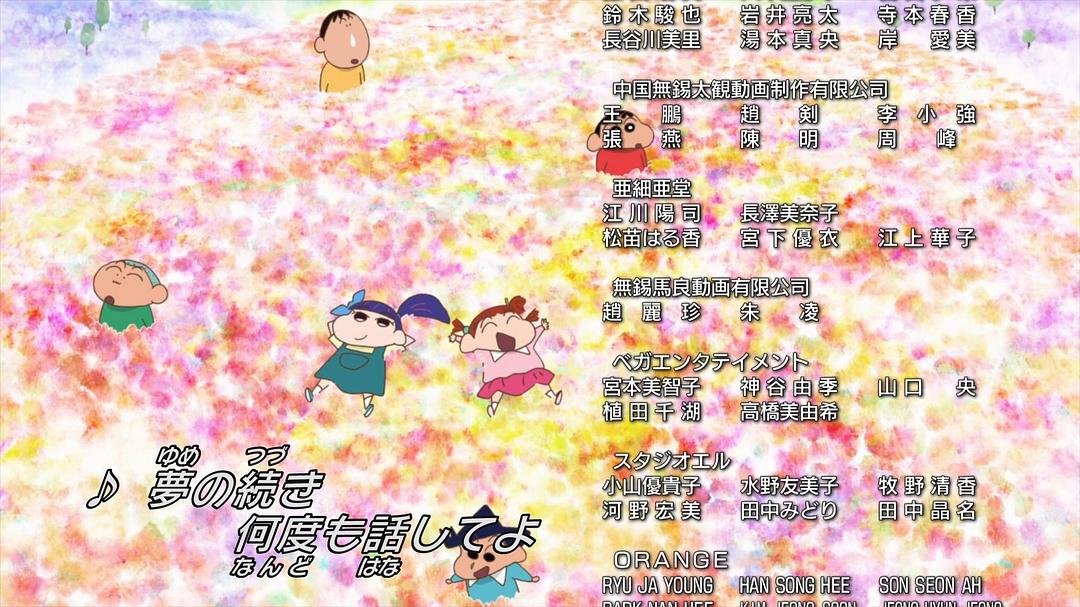 鈴木駿也 岩井亮太 寺本春香
長谷川美里 湯本真央 岸 愛美
中国無錫太観動画制作有限公司
王 鵬 趙 剣 李 小 強
張 燕 陳 明 周 峰
亜細亜堂
江川陽司 長澤美奈子
松苗はる香 宮下優衣 江上華子
無錫馬良動画有限公司
趙 麗 珍 朱 凌
ベガエンタテイメント
宮本美智子 神谷由季 山口 央
植田千湖 高橋美由希
スタジオエル
小山優貴子 水野友美子 牧野清香
河野宏美 田中みどり 田中晶名
ORANGE
RYU JA YOUNG HAN SONG HEE SON SEON AH
ゆめ つづ
♪ 夢の続き
何度も話してよ
なんど はな